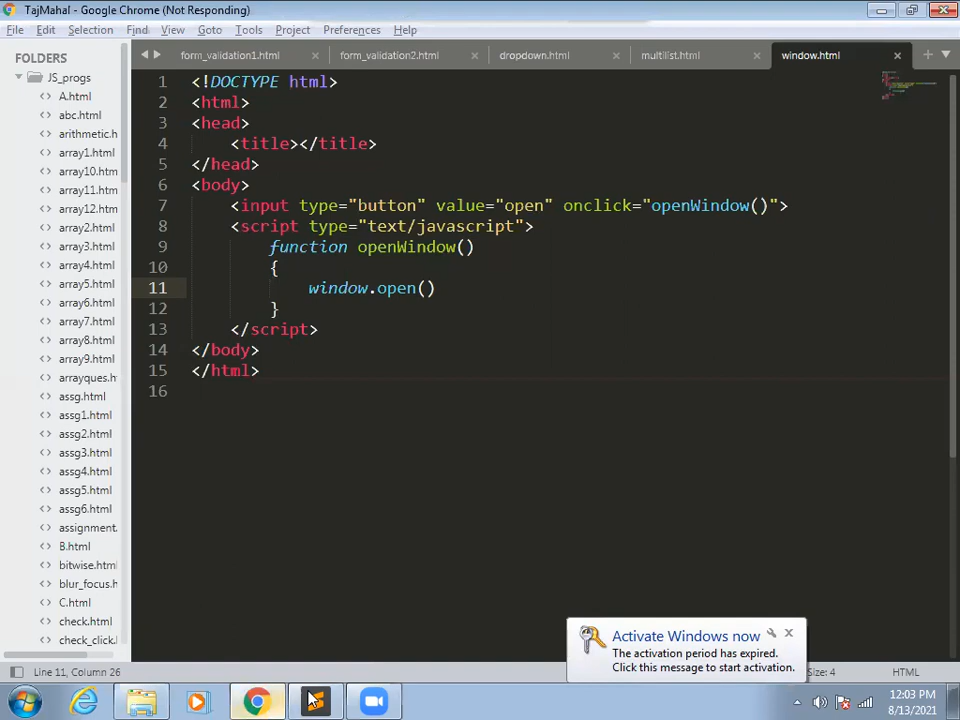 TajMahal - Google Chrome (Not Responding)
File Edit Selection Find View Goto Tools Project Preferences Help
FOLDERS
JS_progs
A.html
abc.html
arithmetic.h
array1.html
array10.htm
array11.htm
array12.htm
array2.html
array3.html
array4.html
array5.html
array6.html
array7.html
array8.html
array9.html
arrayques.h
assg.html
assg1.html
assg2.html
assg3.html
assg4.html
assg5.html
assg6.html
assignment.
B.html
bitwise.html
blur_focus.h
C.html
check.html
check_click.
form_validation1.html form_validation2.html dropdown.html multilist.html window.html
1 <!DOCTYPE html>
2 <html>
3 <head>
4 <title></title>
5 </head>
6 <body>
7 <input type="button" value="open" onclick="openWindow()">
8 <script type="text/javascript">
9 function openWindow()
10 {
11 window.open()
12 }
13 </script>
14 </body>
15 </html>
16
Activate Windows now
The activation period has expired.
Click this message to start activation.
Line 11, Column 26
Size: 4 HTML
12:03 PM
8/13/2021